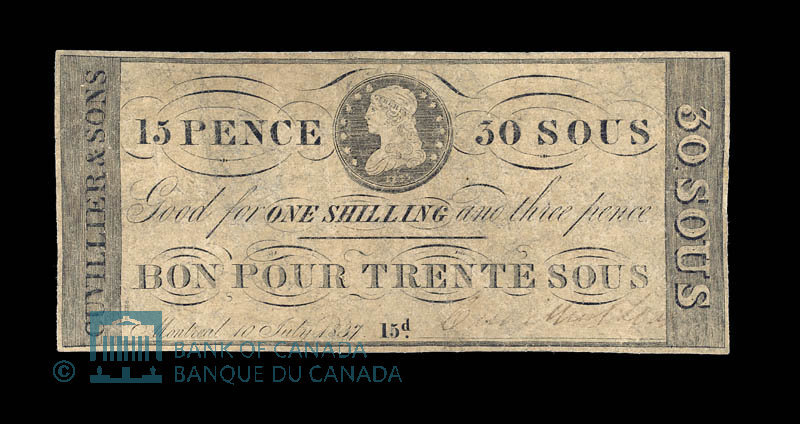 CUVILLIER & SONS
15 PENCE
LIBERTY
30 SOUS
30 SOUS
Good for ONE SHILLING and three pence
BON POUR TRENTE SOUS
Montreal 10 July 1837 15d.
© BANK OF CANADA
BANQUE DU CANADA